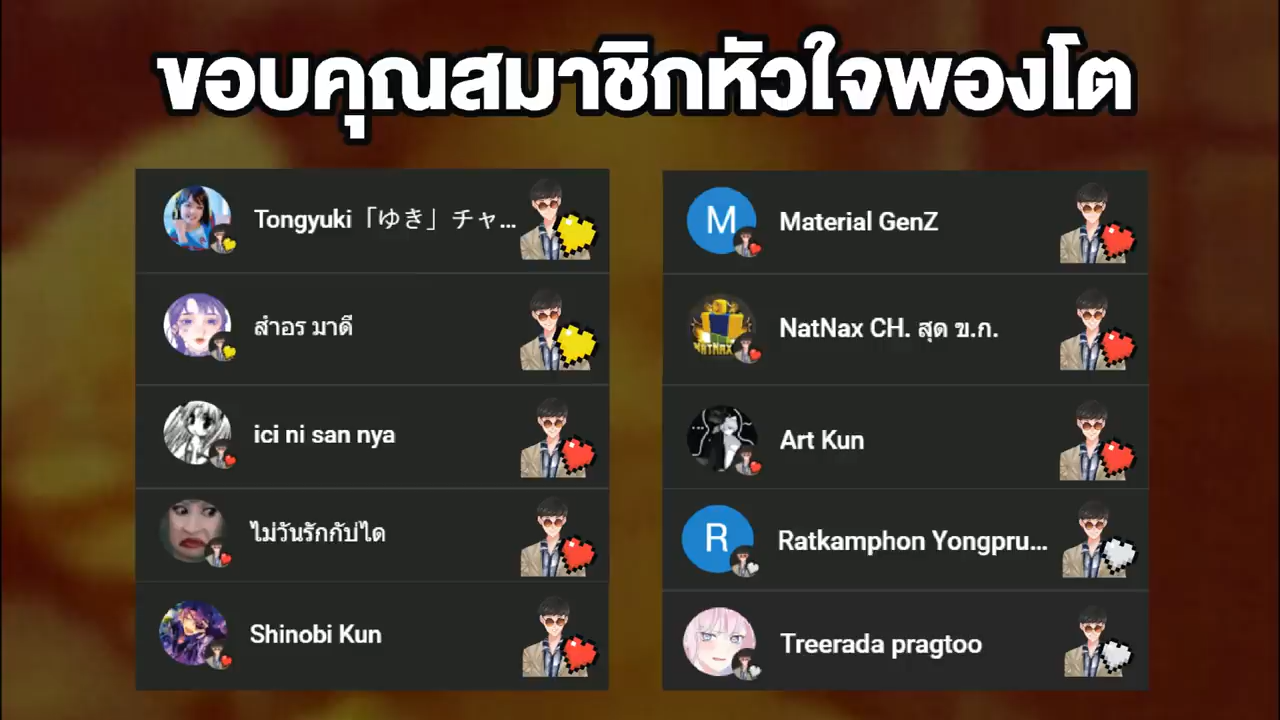 ขอบคุณสมาชิกหัวใจพองโต
Tongyuki「ゆき」チャ...
สำอร มาดี
ici ni san nya
ไม่วันรักกับได
Shinobi Kun
M
Material GenZ
NATNAX
NatNax CH. สุด ข.ก.
Art Kun
R
Ratkamphon Yongpru...
Treerada pragtoo